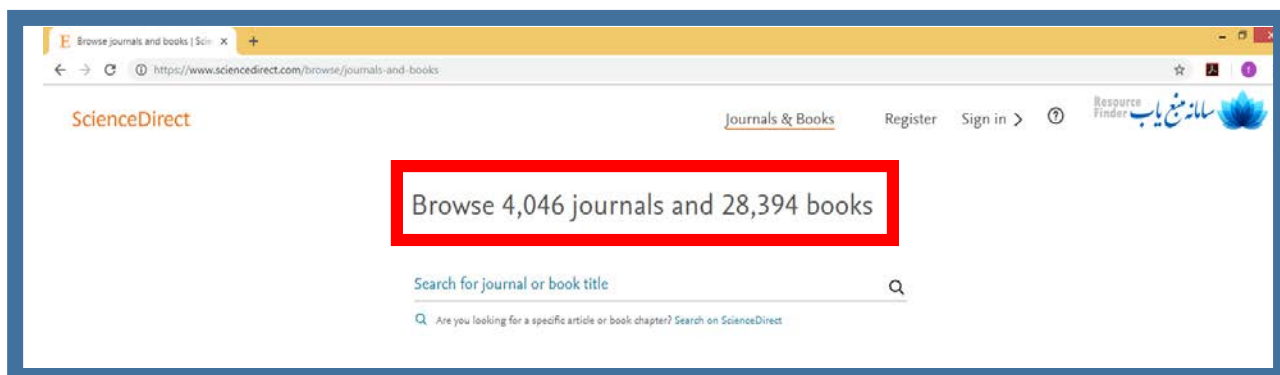 Browse journals and books | Scie
https://www.sciencedirect.com/browse/journals-and-books
ScienceDirect
Journals & Books
Register
Sign in >
Resource Finder
سامانه منبع یاب
Browse 4,046 journals and 28,394 books
Search for journal or book title
Are you looking for a specific article or book chapter? Search on ScienceDirect